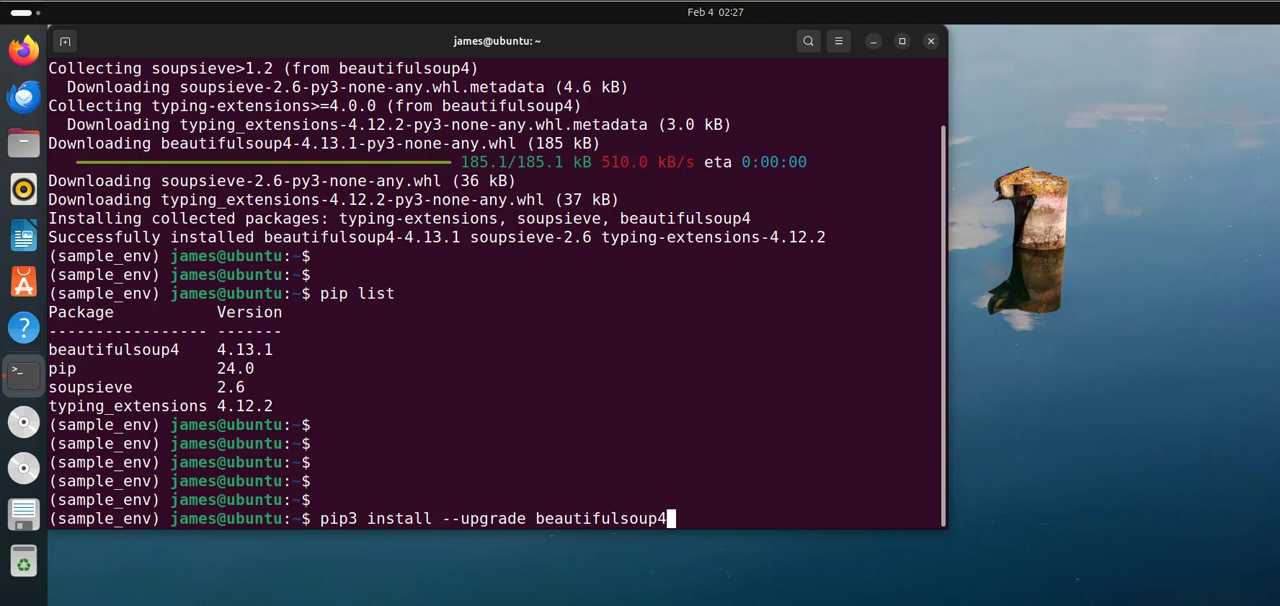 Feb 4 02:27
james@ubuntu: ~
Collecting soupsieve>1.2 (from beautifulsoup4)
  Downloading soupsieve-2.6-py3-none-any.whl.metadata (4.6 kB)
Collecting typing-extensions>=4.0.0 (from beautifulsoup4)
  Downloading typing_extensions-4.12.2-py3-none-any.whl.metadata (3.0 kB)
Downloading beautifulsoup4-4.13.1-py3-none-any.whl (185 kB)
185.1/185.1 kB 510.0 kB/s eta 0:00:00
Downloading soupsieve-2.6-py3-none-any.whl (36 kB)
Downloading typing_extensions-4.12.2-py3-none-any.whl (37 kB)
Installing collected packages: typing-extensions, soupsieve, beautifulsoup4
Successfully installed beautifulsoup4-4.13.1 soupsieve-2.6 typing-extensions-4.12.2
(sample_env) james@ubuntu:~$
(sample_env) james@ubuntu:~$
(sample_env) james@ubuntu:~$ pip list
Package           Version
----------------- -------
beautifulsoup4    4.13.1
pip               24.0
soupsieve         2.6
typing_extensions 4.12.2
(sample_env) james@ubuntu:~$
(sample_env) james@ubuntu:~$
(sample_env) james@ubuntu:~$
(sample_env) james@ubuntu:~$
(sample_env) james@ubuntu:~$
(sample_env) james@ubuntu:~$ pip3 install --upgrade beautifulsoup4